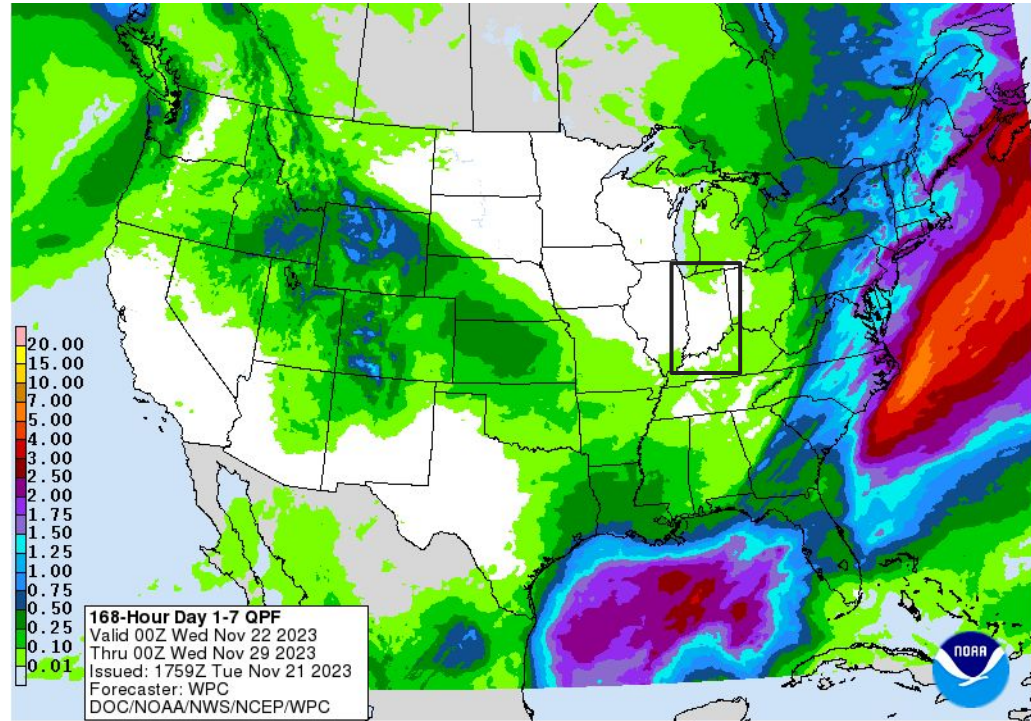 20.00
15.00
10.00
7.00
5.00
4.00
3.00
2.50
2.00
1.75
1.50
1.25
1.00
0.75
0.50
0.25
0.10
0.01
168-Hour Day 1-7 QPF
Valid 00Z Wed Nov 22 2023
Thru 00Z Wed Nov 29 2023
Issued: 1759Z Tue Nov 21 2023
Forecaster: WPC
DOC/NOAA/NWS/NCEP/WPC
NOAA